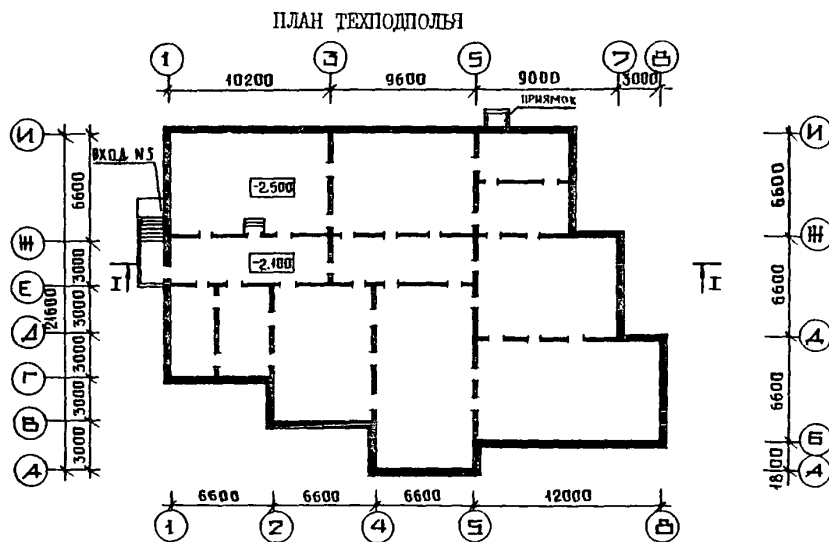 ПЛАН ТЕХПОДПОЛЬЯ
1 3 5 7 8
10200 9600 9000 3000
ПРИЯМОК
И И
ВХОД N5
6600 6600
-2.500
Ж Ж
-2.100
I I
3000
Е
21600
3000 6600
Д Д
3000
Г
3000 6600
В
Б
3000 1800
А А
6600 6600 6600 12000
1 2 4 5 8